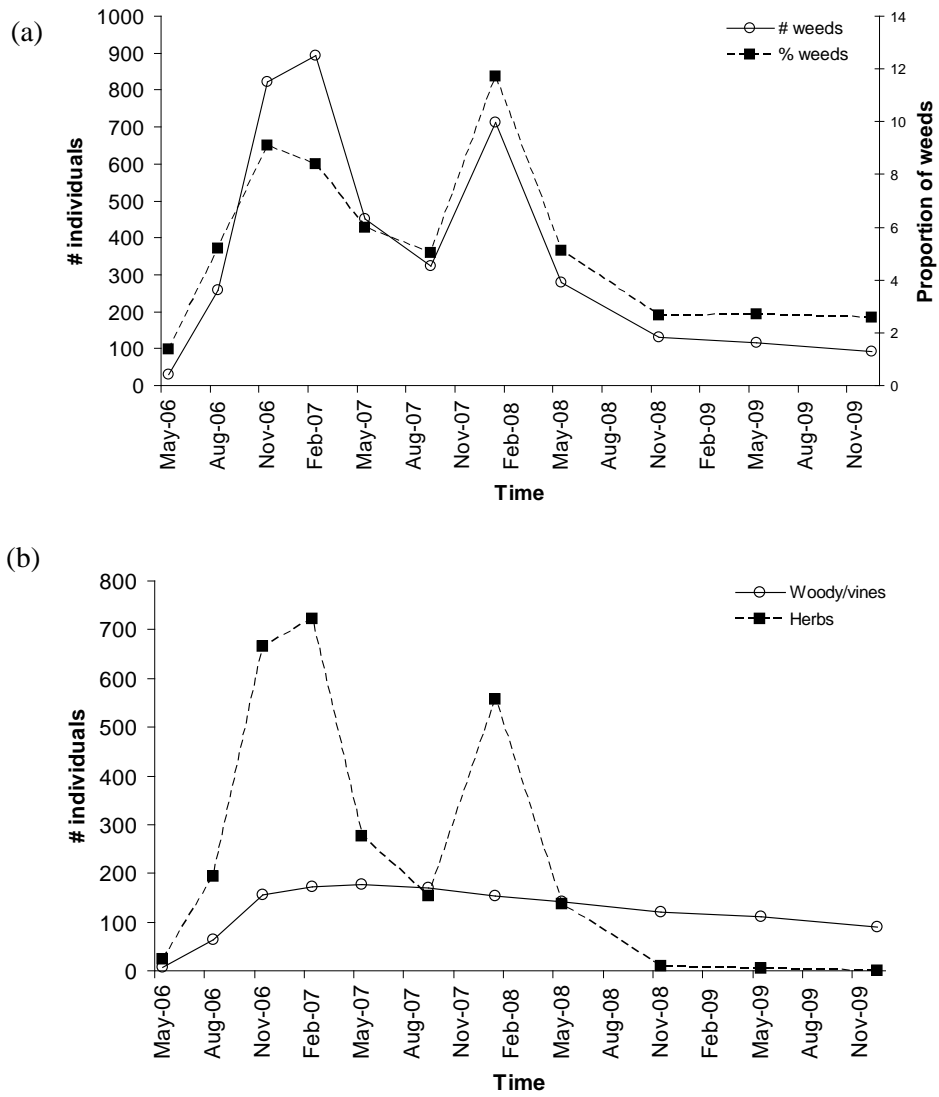 (a)
1000
900
800
700
600
500
400
300
200
100
0
# individuals
14
12
10
8
6
4
2
0
Proportion of weeds
# weeds
% weeds
May-06
Aug-06
Nov-06
Feb-07
May-07
Aug-07
Nov-07
Feb-08
May-08
Aug-08
Nov-08
Feb-09
May-09
Aug-09
Nov-09
Time
(b)
800
700
600
500
400
300
200
100
0
# individuals
Woody/vines
Herbs
May-06
Aug-06
Nov-06
Feb-07
May-07
Aug-07
Nov-07
Feb-08
May-08
Aug-08
Nov-08
Feb-09
May-09
Aug-09
Nov-09
Time